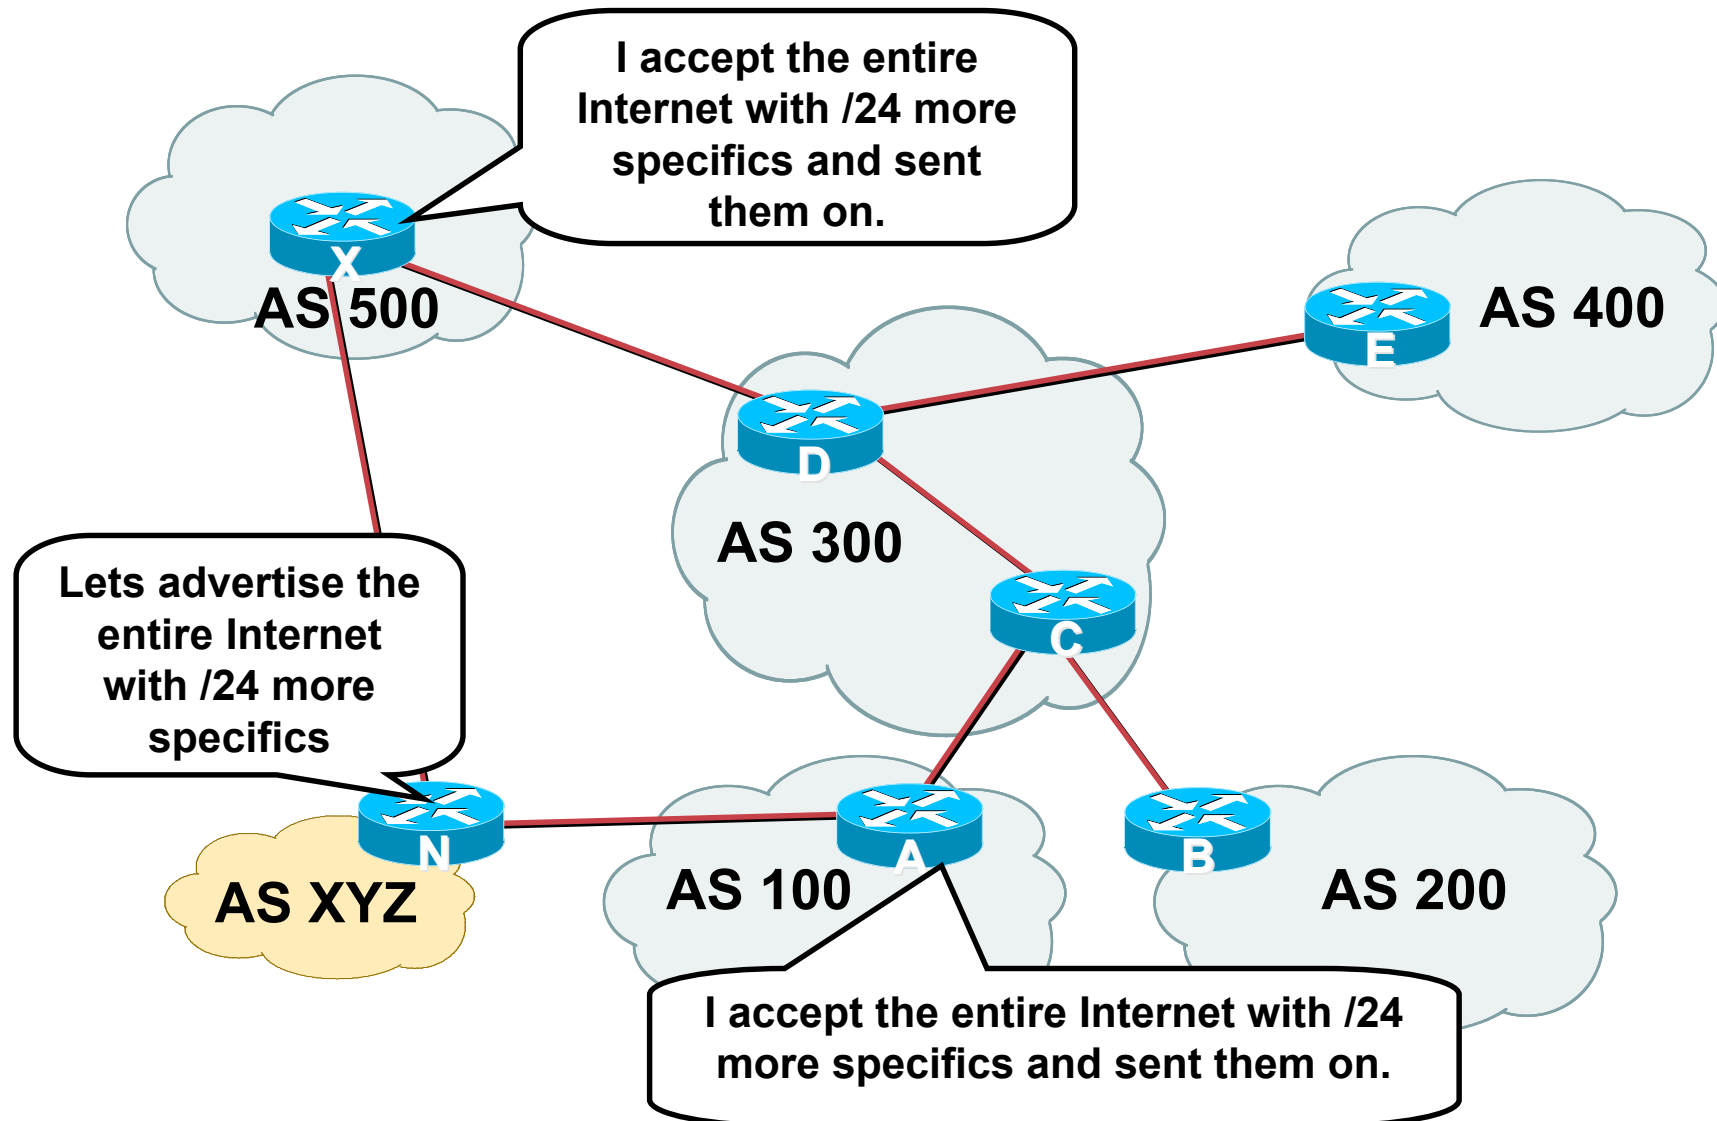 I accept the entire
Internet with /24 more
specifics and sent
them on.
X
AS 500
E
AS 400
D
AS 300
Lets advertise the
entire Internet
with /24 more
specifics
C
N
AS XYZ
A
AS 100
B
AS 200
I accept the entire Internet with /24
more specifics and sent them on.